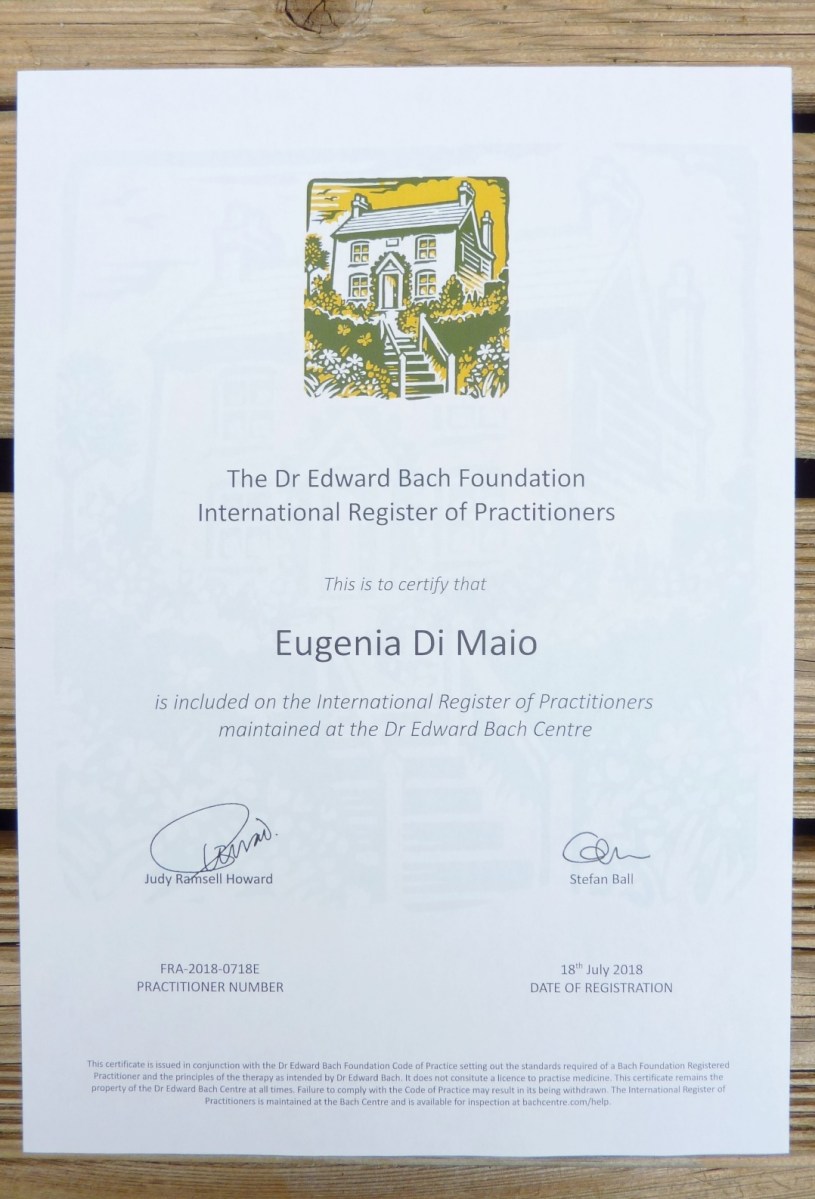 The Dr Edward Bach Foundation
International Register of Practitioners
This is to certify that
Eugenia Di Maio
is included on the International Register of Practitioners
maintained at the Dr Edward Bach Centre
Judy Ramsell Howard
Stefan Ball
FRA-2018-0718E
PRACTITIONER NUMBER
18th July 2018
DATE OF REGISTRATION
This certificate is issued in conjunction with the Dr Edward Bach Foundation Code of Practice setting out the standards required of a Bach Foundation Registered
Practitioner and the principles of the therapy as intended by Dr Edward Bach. It does not consitute a licence to practise medicine. This certificate remains the
property of the Dr Edward Bach Centre at all times. Failure to comply with the Code of Practice may result in its being withdrawn. The International Register of
Practitioners is maintained at the Bach Centre and is available for inspection at bachcentre.com/help.